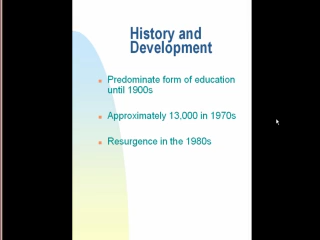 History and
Development
Predominate form of education
until 1900s
Approximately 13,000 in 1970s
Resurgence in the 1980s